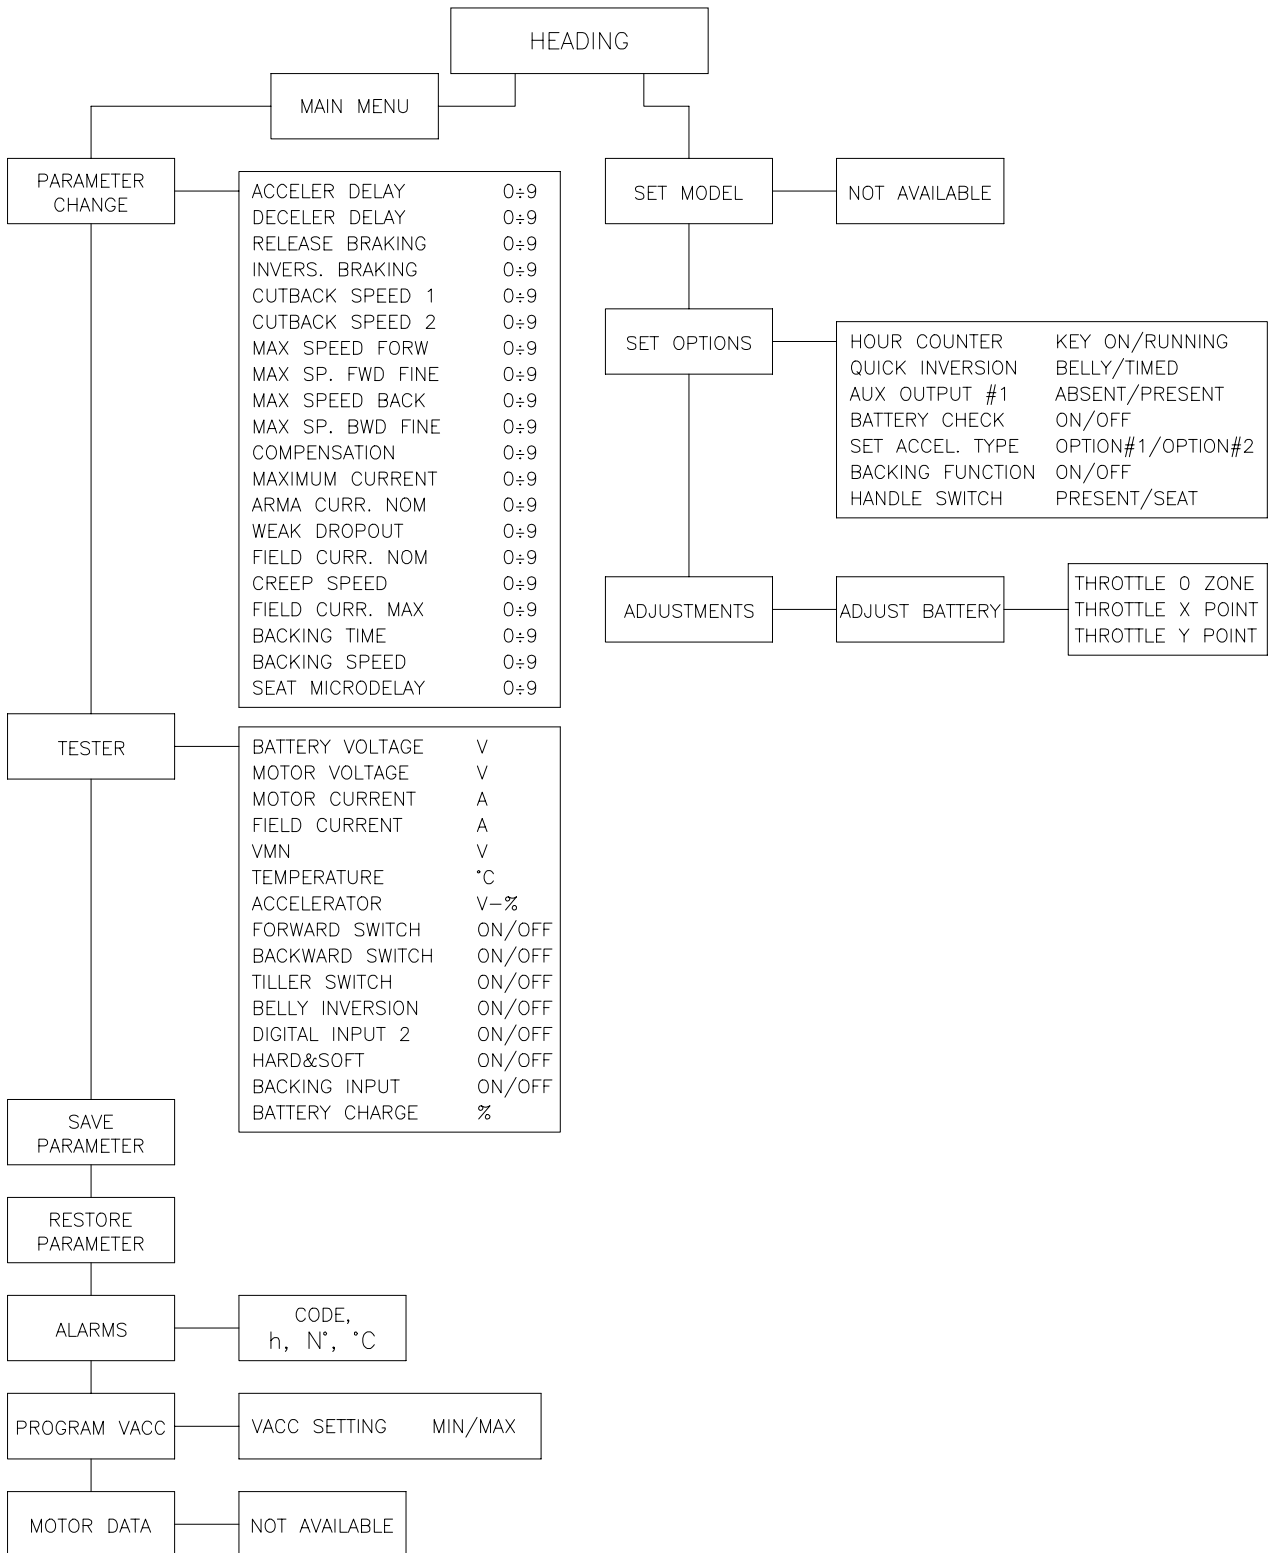 HEADING
MAIN MENU
PARAMETER
CHANGE
ACCELER DELAY 0÷9
DECELER DELAY 0÷9
RELEASE BRAKING 0÷9
INVERS. BRAKING 0÷9
CUTBACK SPEED 1 0÷9
CUTBACK SPEED 2 0÷9
MAX SPEED FORW 0÷9
MAX SP. FWD FINE 0÷9
MAX SPEED BACK 0÷9
MAX SP. BWD FINE 0÷9
COMPENSATION 0÷9
MAXIMUM CURRENT 0÷9
ARMA CURR. NOM 0÷9
WEAK DROPOUT 0÷9
FIELD CURR. NOM 0÷9
CREEP SPEED 0÷9
FIELD CURR. MAX 0÷9
BACKING TIME 0÷9
BACKING SPEED 0÷9
SEAT MICRODELAY 0÷9
TESTER
BATTERY VOLTAGE V
MOTOR VOLTAGE V
MOTOR CURRENT A
FIELD CURRENT A
VMN V
TEMPERATURE °C
ACCELERATOR V-%
FORWARD SWITCH ON/OFF
BACKWARD SWITCH ON/OFF
TILLER SWITCH ON/OFF
BELLY INVERSION ON/OFF
DIGITAL INPUT 2 ON/OFF
HARD&SOFT ON/OFF
BACKING INPUT ON/OFF
BATTERY CHARGE %
SAVE
PARAMETER
RESTORE
PARAMETER
ALARMS
CODE,
h, N°, °C
PROGRAM VACC
VACC SETTING MIN/MAX
MOTOR DATA
NOT AVAILABLE
SET MODEL
NOT AVAILABLE
SET OPTIONS
HOUR COUNTER KEY ON/RUNNING
QUICK INVERSION BELLY/TIMED
AUX OUTPUT #1 ABSENT/PRESENT
BATTERY CHECK ON/OFF
SET ACCEL. TYPE OPTION#1/OPTION#2
BACKING FUNCTION ON/OFF
HANDLE SWITCH PRESENT/SEAT
ADJUSTMENTS
ADJUST BATTERY
THROTTLE 0 ZONE
THROTTLE X POINT
THROTTLE Y POINT